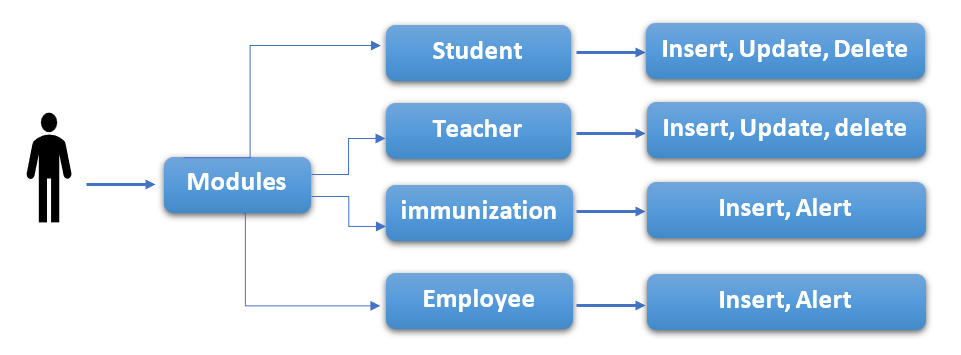 Student
Insert, Update, Delete
Teacher
Insert, Update, delete
Modules
immunization
Insert, Alert
Employee
Insert, Alert